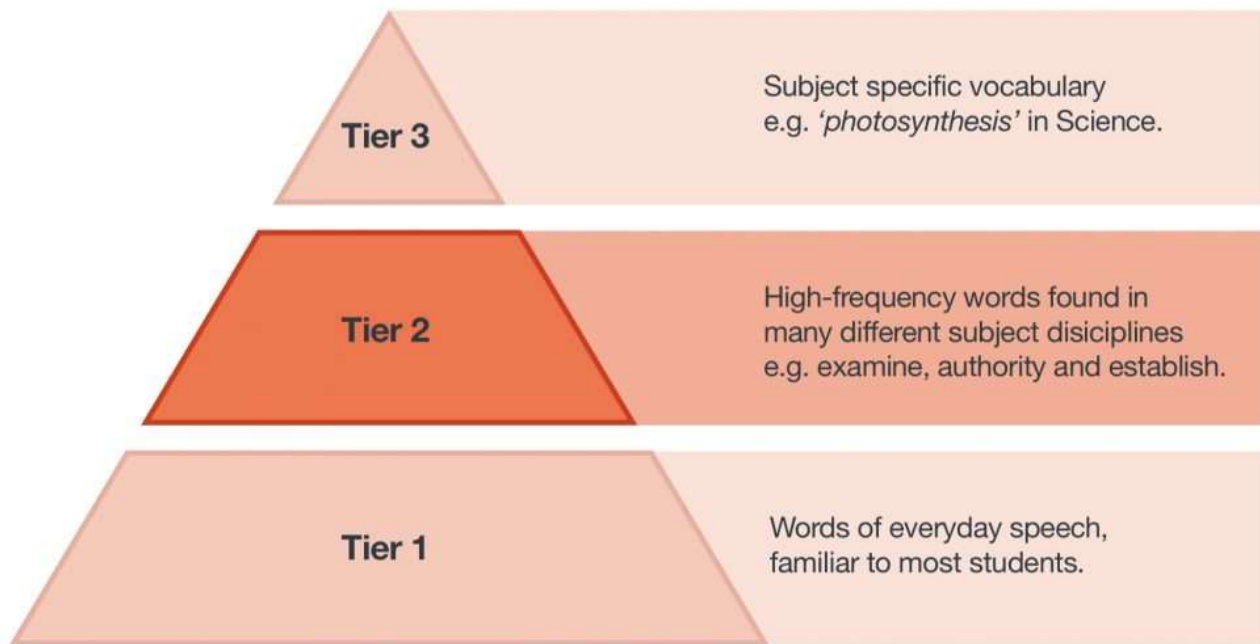 Tier 3
Subject specific vocabulary
e.g. ‘photosynthesis’ in Science.
Tier 2
High-frequency words found in
many different subject disiciplines
e.g. examine, authority and establish.
Tier 1
Words of everyday speech,
familiar to most students.